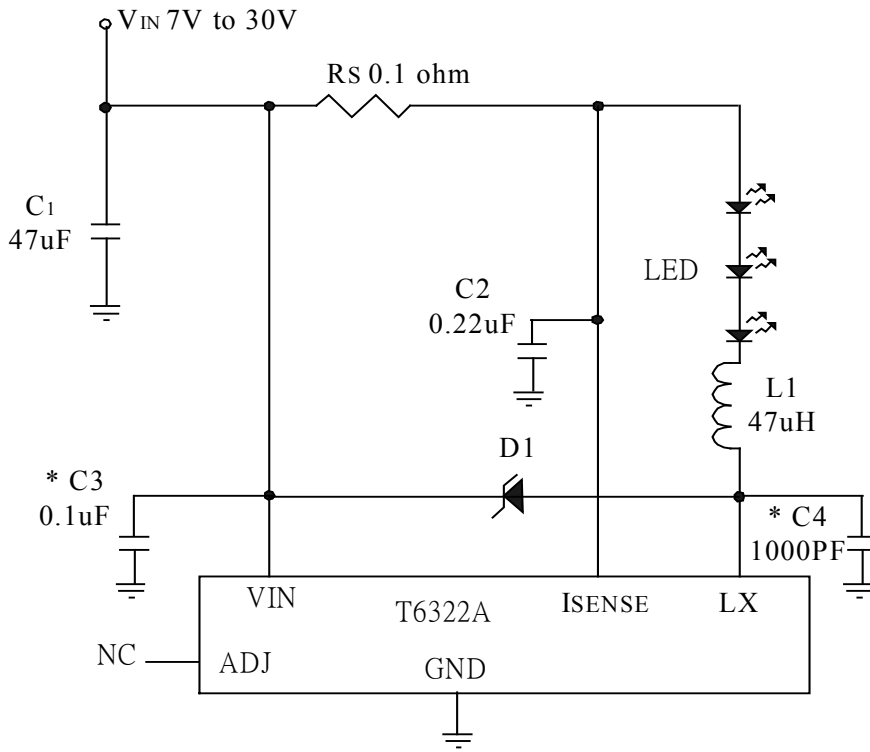 VIN 7V to 30V
RS 0.1 ohm
C1
47uF
LED
C2
0.22uF
L1
47uH
D1
* C3
0.1uF
* C4
1000PF
VIN
T6322A
ISENSE
LX
NC
ADJ
GND